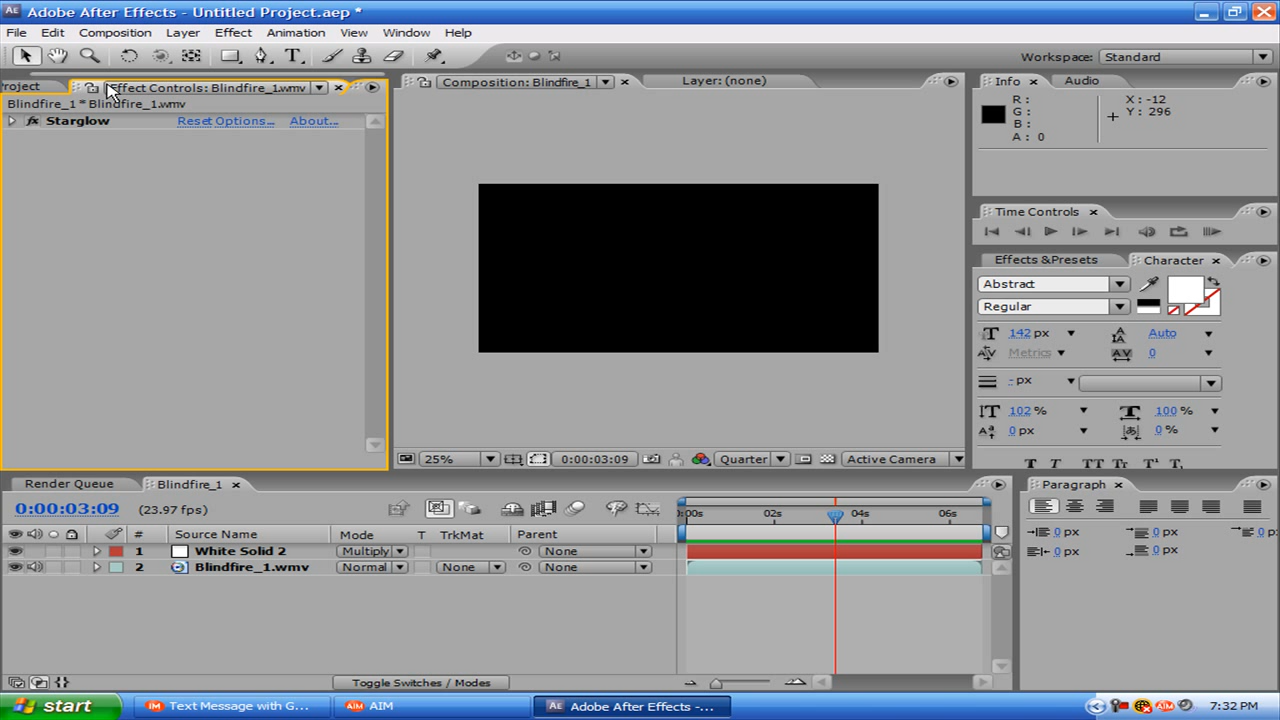 Adobe After Effects - Untitled Project.aep *
File Edit Composition Layer Effect Animation View Window Help
Workspace: Standard
roject Effect Controls: Blindfire_1.wmv
Composition: Blindfire_1 Layer: (none)
Info Audio
Blindfire_1 * Blindfire_1.wmv
Starglow Reset Options... About...
R :
G :
B :
A : 0
X : -12
Y : 296
Time Controls
Effects & Presets Character
Abstract
Regular
142 px Auto
Metrics 0
- px
102 % 100 %
0 px 0 %
T T TT Tr T¹ T₁
25% 0:00:03:09 Quarter Active Camera
Render Queue Blindfire_1
Paragraph
0:00:03:09 (23.97 fps)
:00s 02s 04s 06s
# Source Name Mode T TrkMat Parent
1 White Solid 2 Multiply None
2 Blindfire_1.wmv Normal None None
0 px 0 px 0 p
0 px 0 px
Toggle Switches / Modes
start Text Message with G... AIM Adobe After Effects -... 7:32 PM